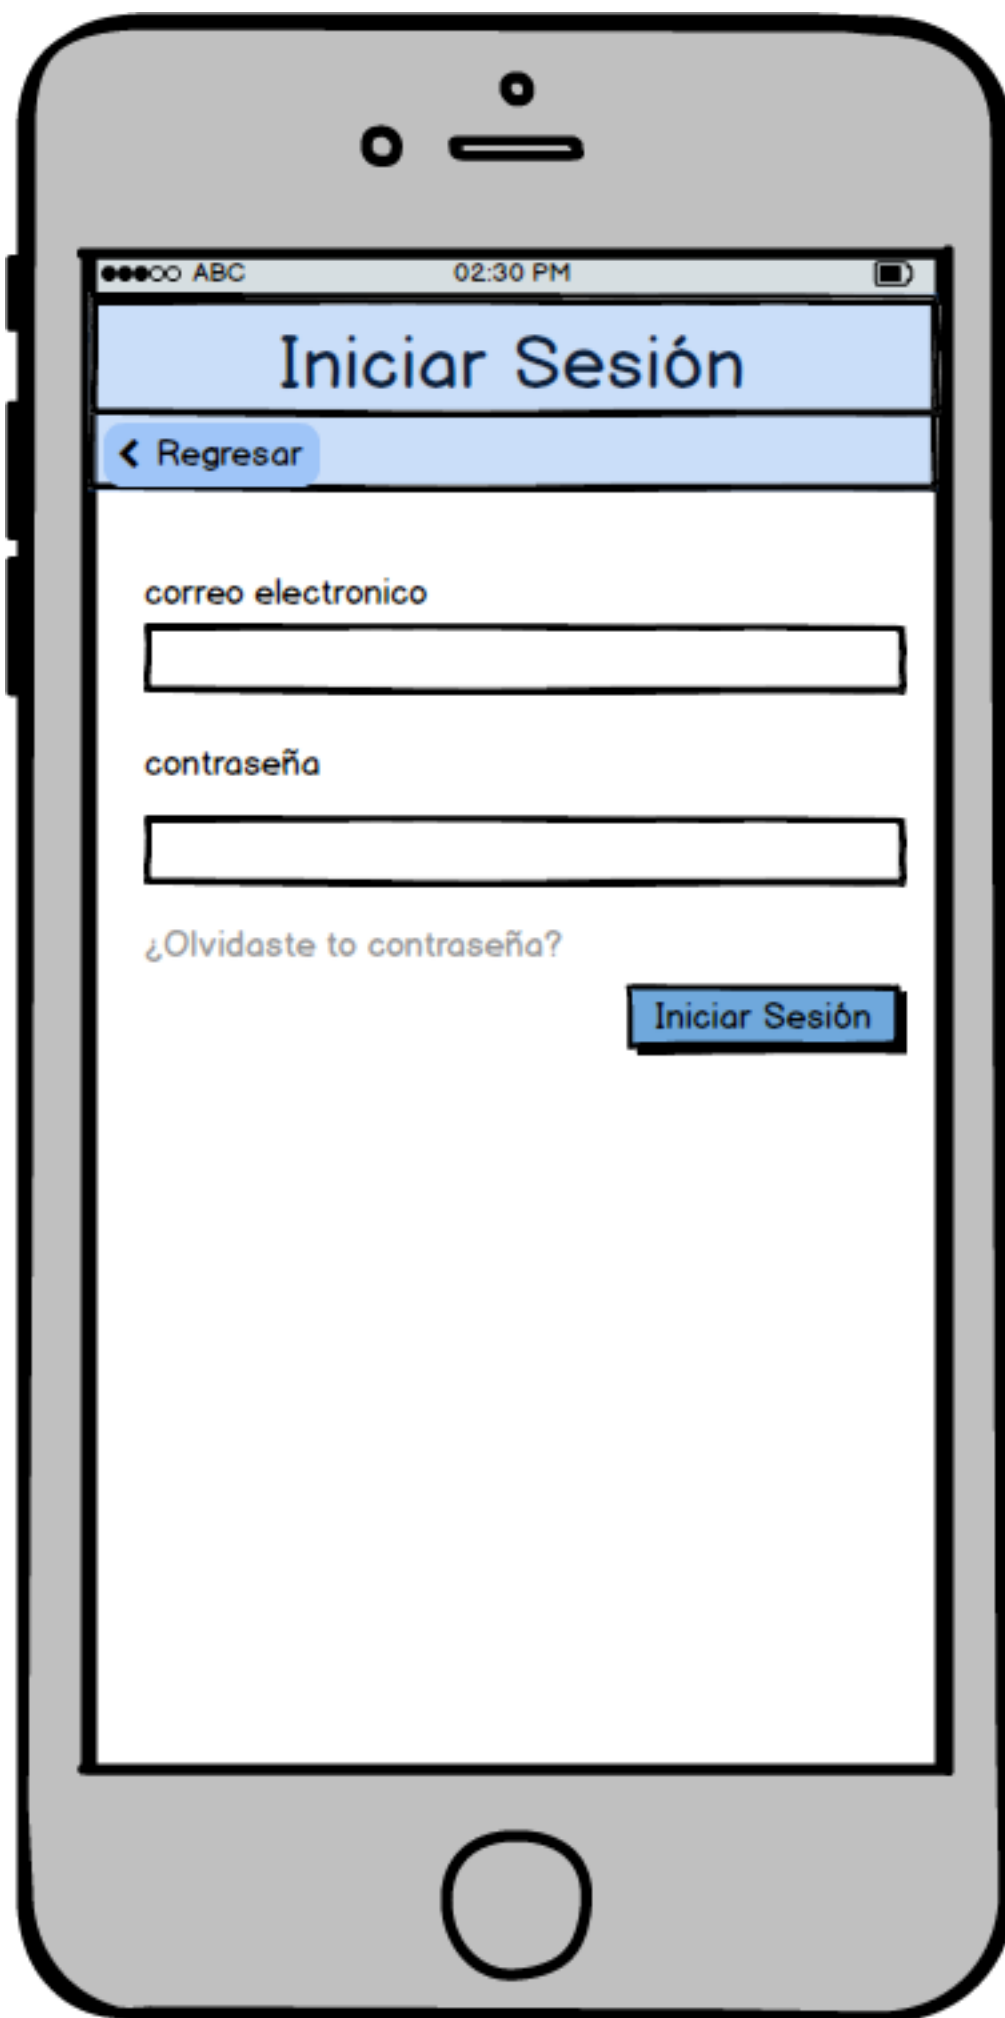 ABC 02:30 PM
Iniciar Sesión
Regresar
correo electronico
contraseña
¿Olvidaste to contraseña?
Iniciar Sesión